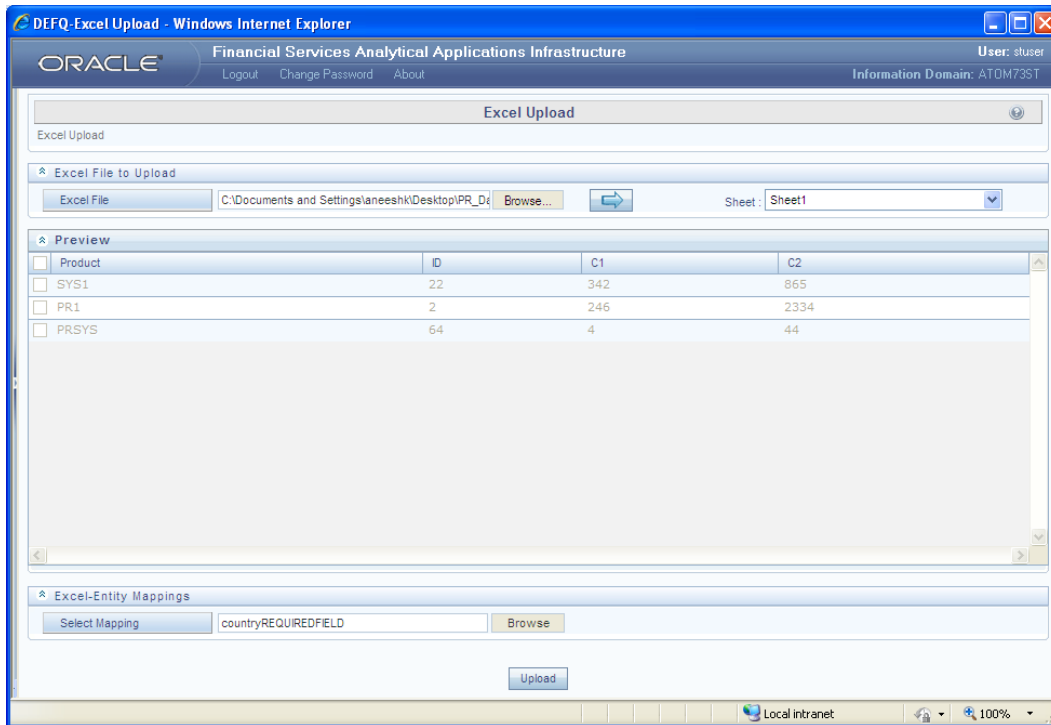 DEFQ-Excel Upload - Windows Internet Explorer
ORACLE
Financial Services Analytical Applications Infrastructure
User: stuser
Logout Change Password About
Information Domain: ATOM73ST
Excel Upload
Excel Upload
Excel File to Upload
Excel File C:\Documents and Settings\aneeshk\Desktop\PR_Da Browse... Sheet : Sheet1
Preview
Product ID C1 C2
SYS1 22 342 865
PR1 2 246 2334
PRSYS 64 4 44
Excel-Entity Mappings
Select Mapping countryREQUIREDFIELD Browse
Upload
Local intranet 100%